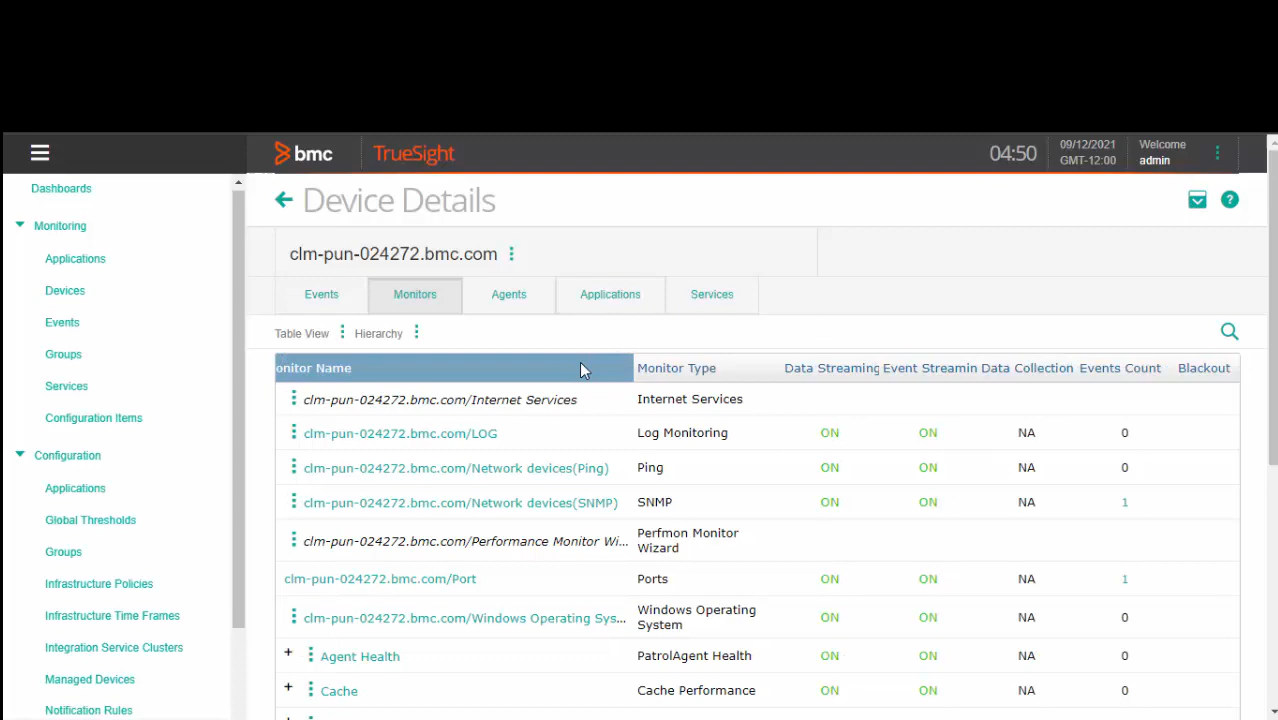 bmc TrueSight 04:50 09/12/2021 GMT-12:00 Welcome admin
Dashboards
Monitoring
Applications
Devices
Events
Groups
Services
Configuration Items
Configuration
Applications
Global Thresholds
Groups
Infrastructure Policies
Infrastructure Time Frames
Integration Service Clusters
Managed Devices
Notification Rules
Device Details
?
clm-pun-024272.bmc.com
Events Monitors Agents Applications Services
Table View Hierarchy
onitor Name Monitor Type Data Streaming Event Streamin Data Collection Events Count Blackout
clm-pun-024272.bmc.com/Internet Services Internet Services
clm-pun-024272.bmc.com/LOG Log Monitoring ON ON NA 0
clm-pun-024272.bmc.com/Network devices(Ping) Ping ON ON NA 0
clm-pun-024272.bmc.com/Network devices(SNMP) SNMP ON ON NA 1
clm-pun-024272.bmc.com/Performance Monitor Wi... Perfmon Monitor Wizard
clm-pun-024272.bmc.com/Port Ports ON ON NA 1
clm-pun-024272.bmc.com/Windows Operating Sys... Windows Operating System ON ON NA 0
+ Agent Health PatrolAgent Health ON ON NA 0
+ Cache Cache Performance ON ON NA 0